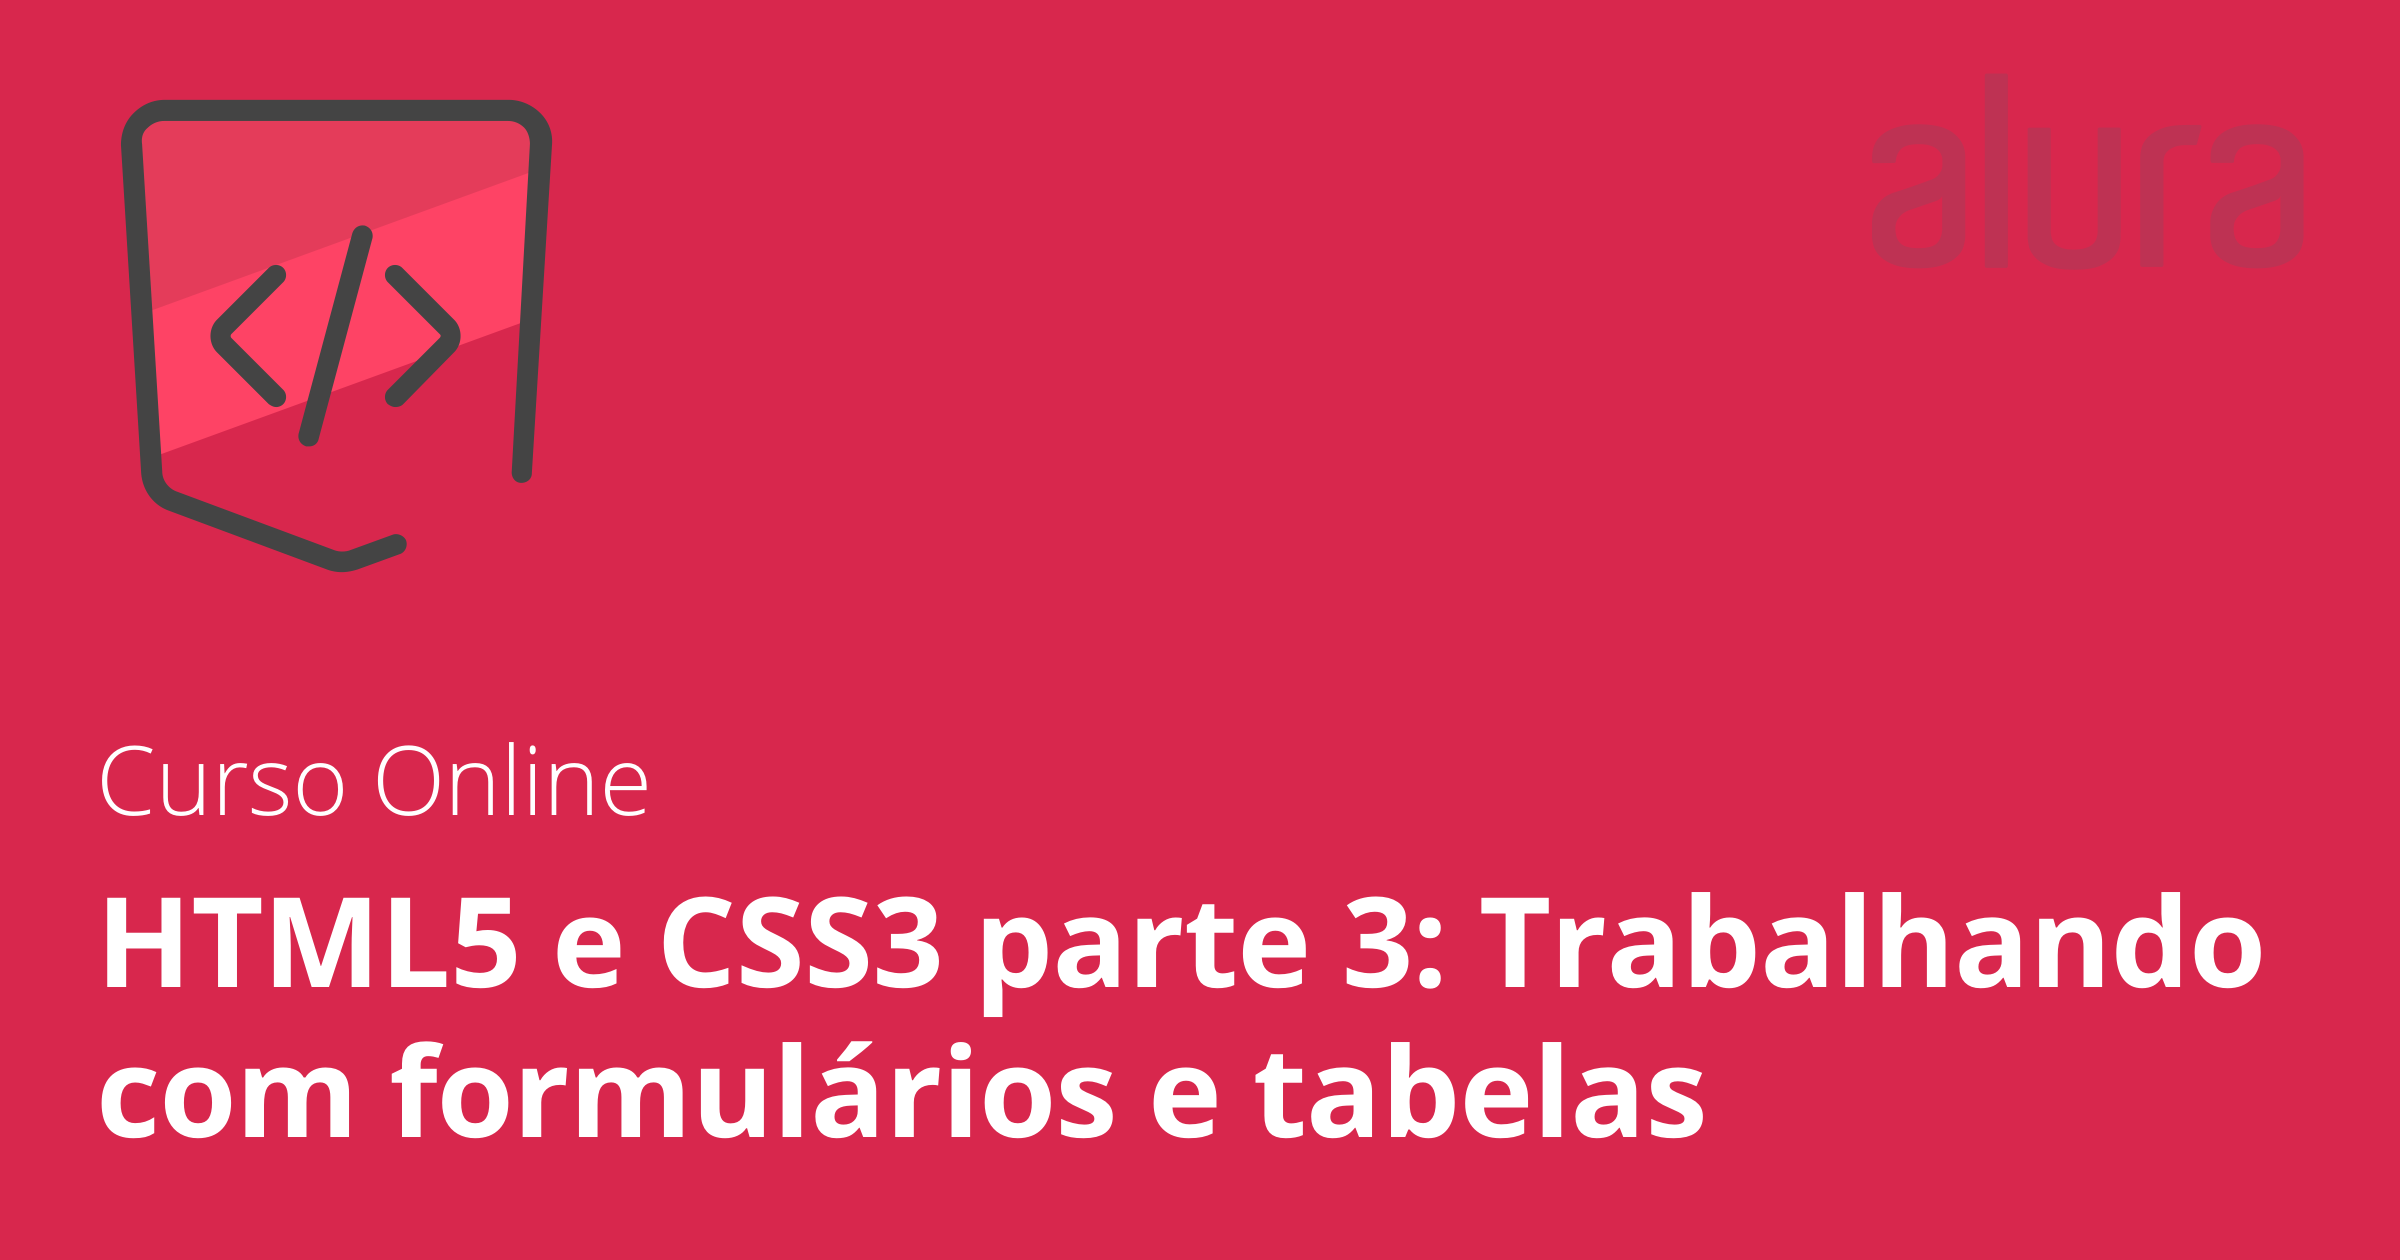 alura
</>
Curso Online
HTML5 e CSS3 parte 3: Trabalhando
com formulários e tabelas